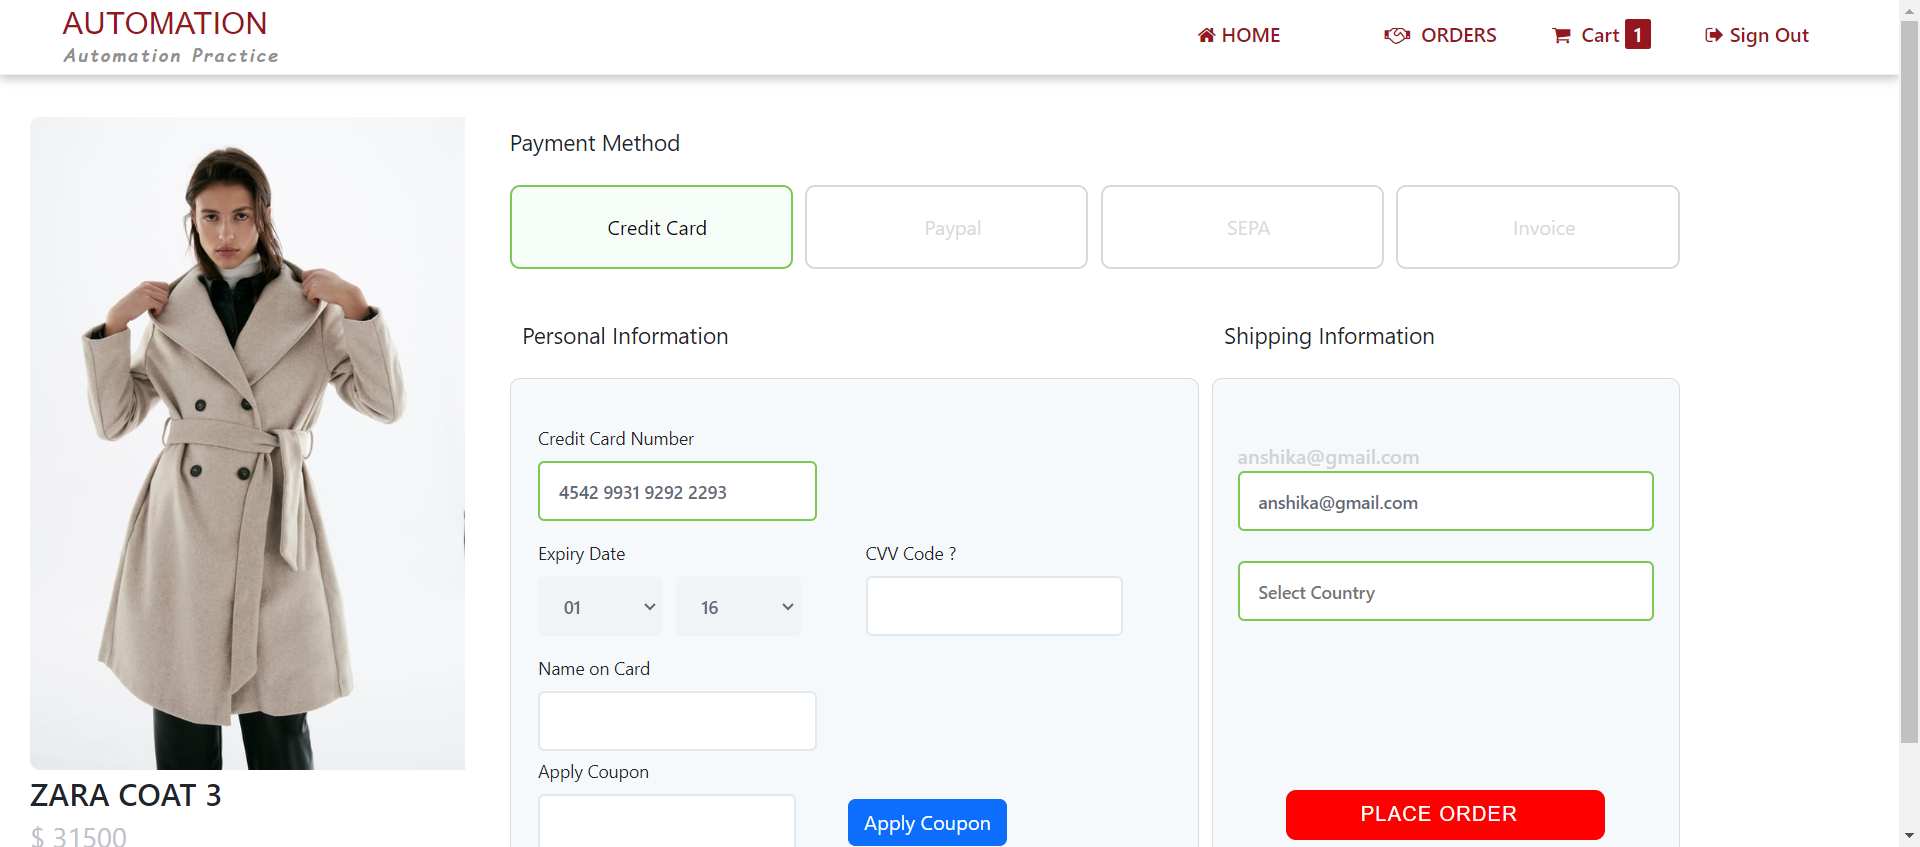 AUTOMATION
Automation Practice
HOME
ORDERS
Cart 1
Sign Out
Payment Method
Credit Card
Paypal
SEPA
Invoice
Personal Information
Shipping Information
Credit Card Number
4542 9931 9292 2293
Expiry Date
CVV Code ?
01
16
Name on Card
Apply Coupon
Apply Coupon
anshika@gmail.com
anshika@gmail.com
Select Country
PLACE ORDER
ZARA COAT 3
$ 31500